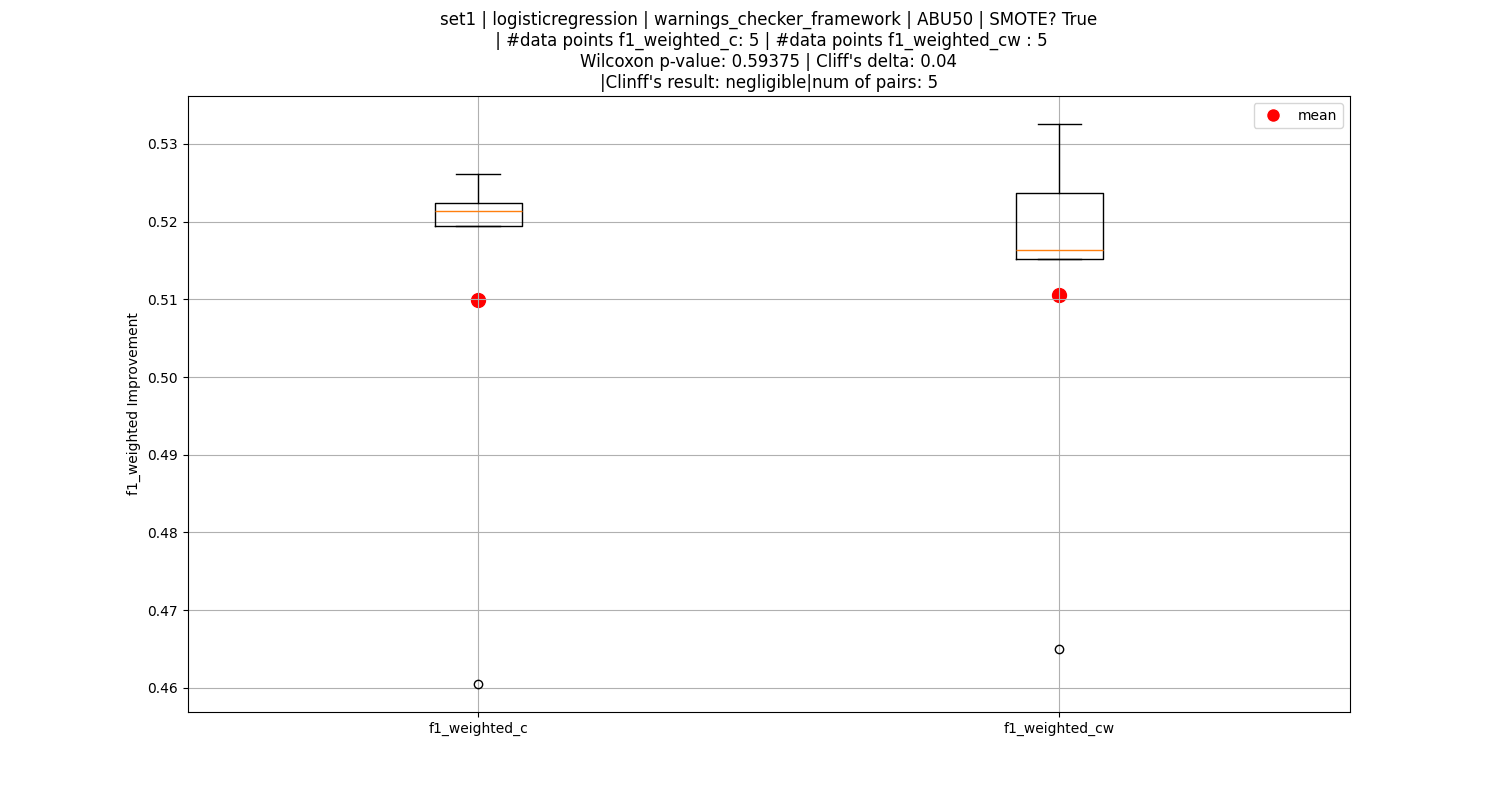 set1 | logisticregression | warnings_checker_framework | ABU50 | SMOTE? True
| #data points f1_weighted_c: 5 | #data points f1_weighted_cw : 5
Wilcoxon p-value: 0.59375 | Cliff's delta: 0.04
|Clinff's result: negligible|num of pairs: 5
mean
0.53
0.52
0.51
0.50
0.49
0.48
0.47
0.46
f1_weighted Improvement
f1_weighted_c
f1_weighted_cw